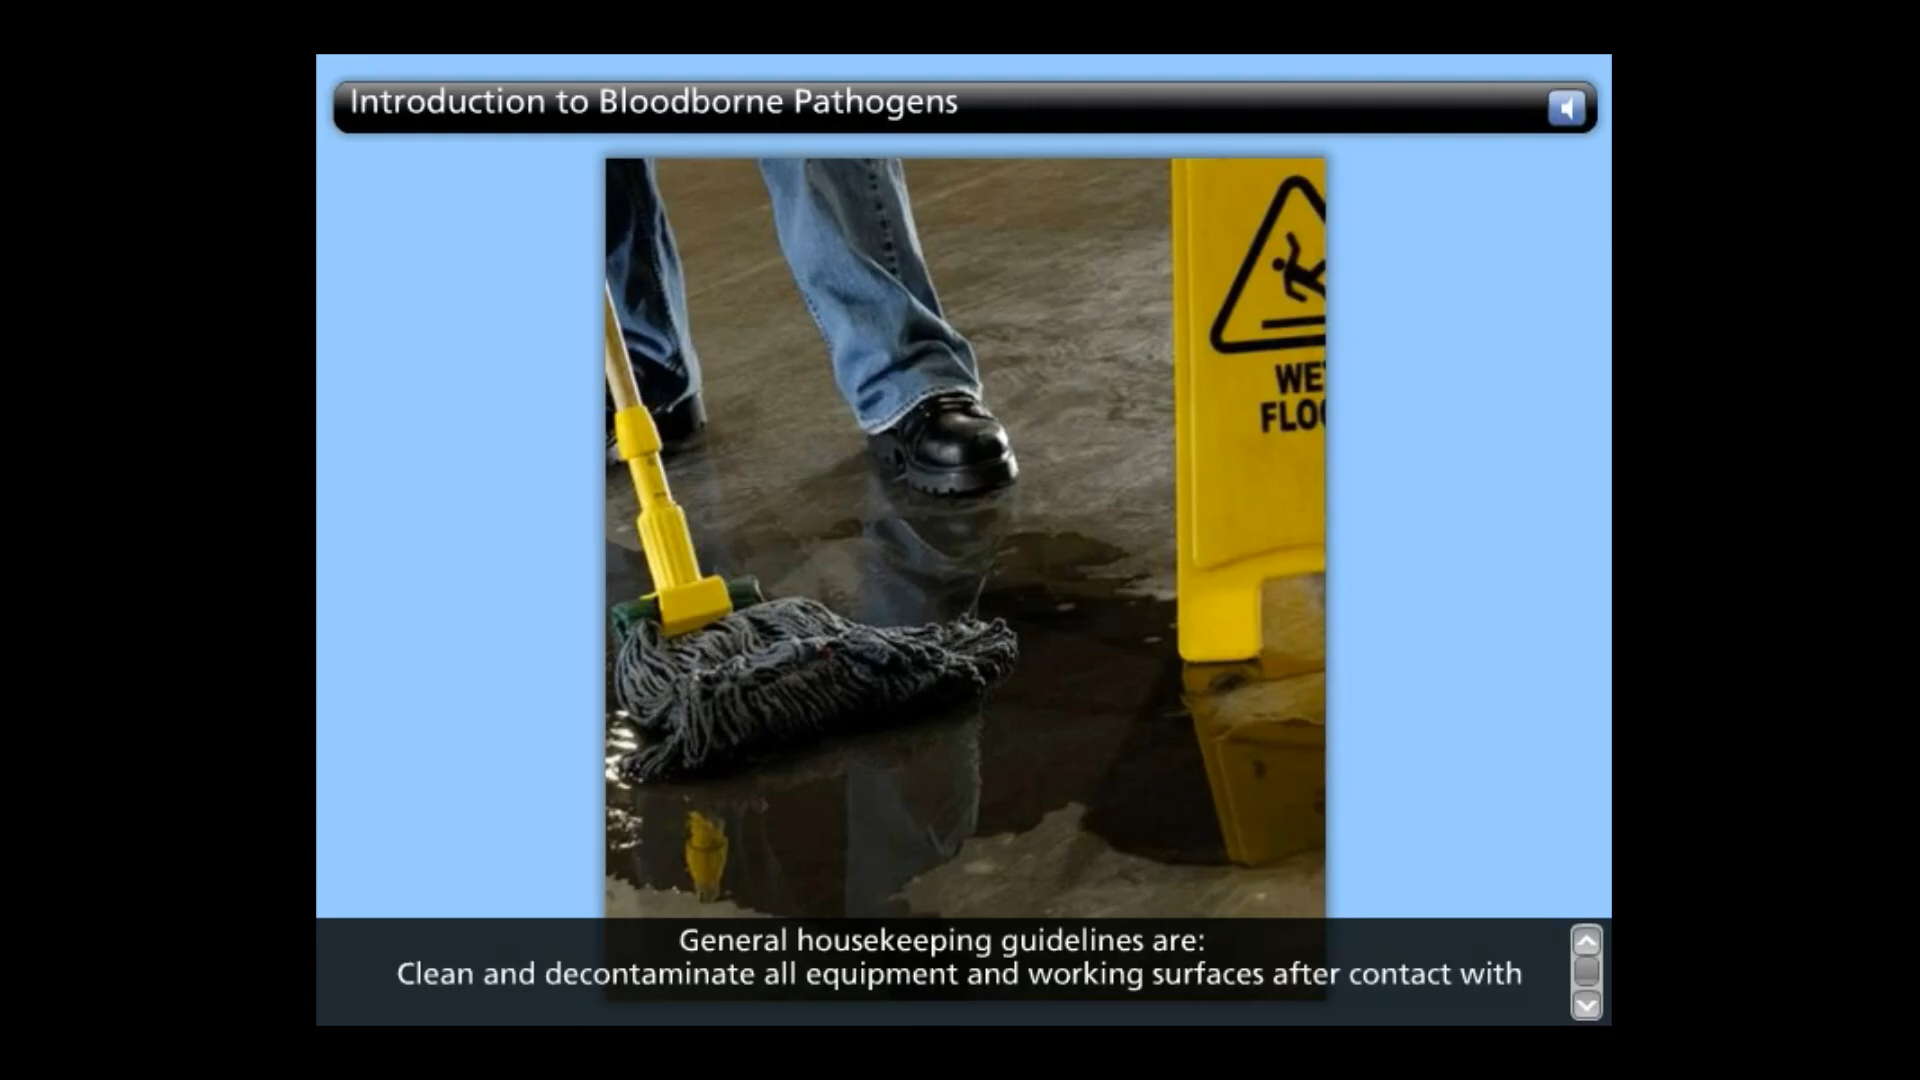 Introduction to Bloodborne Pathogens
WE
FLO
General housekeeping guidelines are:
Clean and decontaminate all equipment and working surfaces after contact with